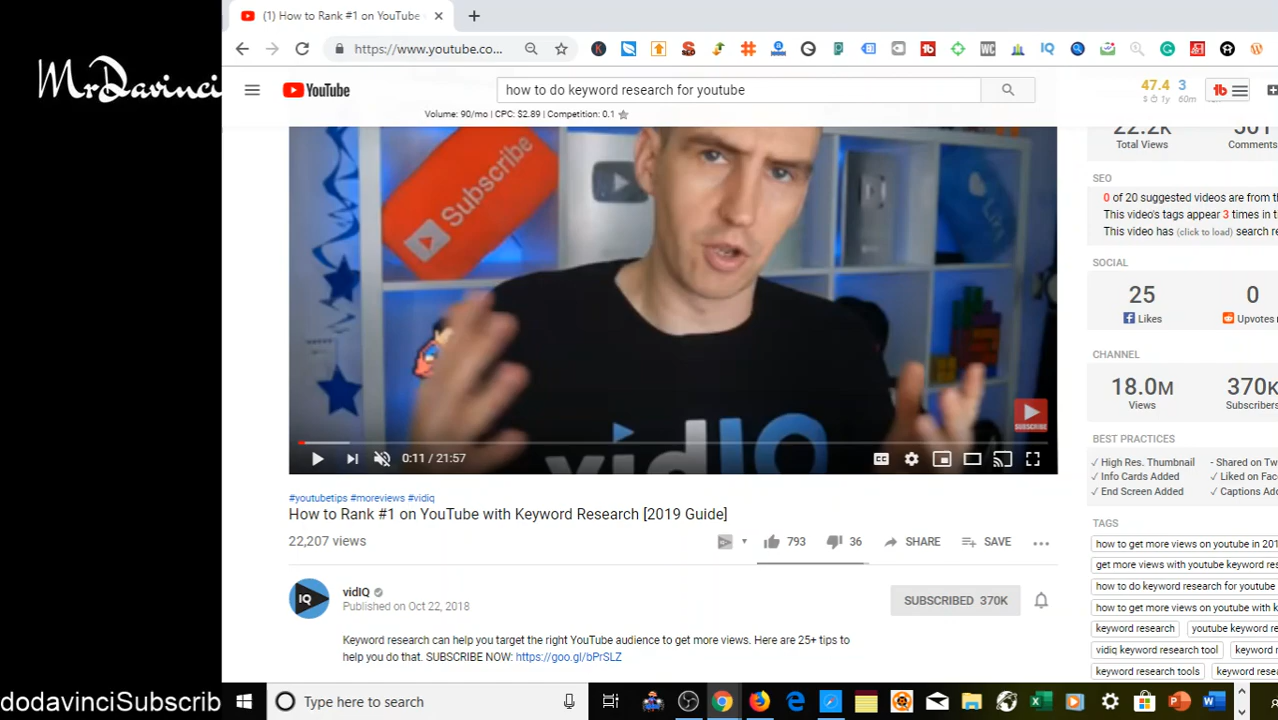 (1) How to Rank #1 on YouTube
MrDavinci
https://www.youtube.co...
YouTube
how to do keyword research for youtube
47.4 3
Volume: 90/mo | CPC: $2.89 | Competition: 0.1
22.2K
Total Views
Comments
SEO
0 of 20 suggested videos are from th
This video's tags appear 3 times in t
This video has (click to load) search r
SOCIAL
25
0
Likes
Upvotes
CHANNEL
18.0M
370K
Views
Subscribers
BEST PRACTICES
High Res. Thumbnail
- Shared on Tw
Info Cards Added
Liked on Fac
End Screen Added
Captions Add
Subscribe
vidIQ
SUBSCRIBE
0:11 / 21:57
CC
#youtubetips #moreviews #vidiq
How to Rank #1 on YouTube with Keyword Research [2019 Guide]
22,207 views
793
36
SHARE
SAVE
TAGS
how to get more views on youtube in 201
get more views with youtube keyword res
how to do keyword research for youtube
how to get more views on youtube with k
keyword research
youtube keyword re
vidiq keyword research tool
keyword r
keyword research tools
keyword resea
IQ
vidIQ
Published on Oct 22, 2018
SUBSCRIBED 370K
Keyword research can help you target the right YouTube audience to get more views. Here are 25+ tips to
help you do that. SUBSCRIBE NOW: https://goo.gl/bPrSLZ
dodavinciSubscrib
Type here to search